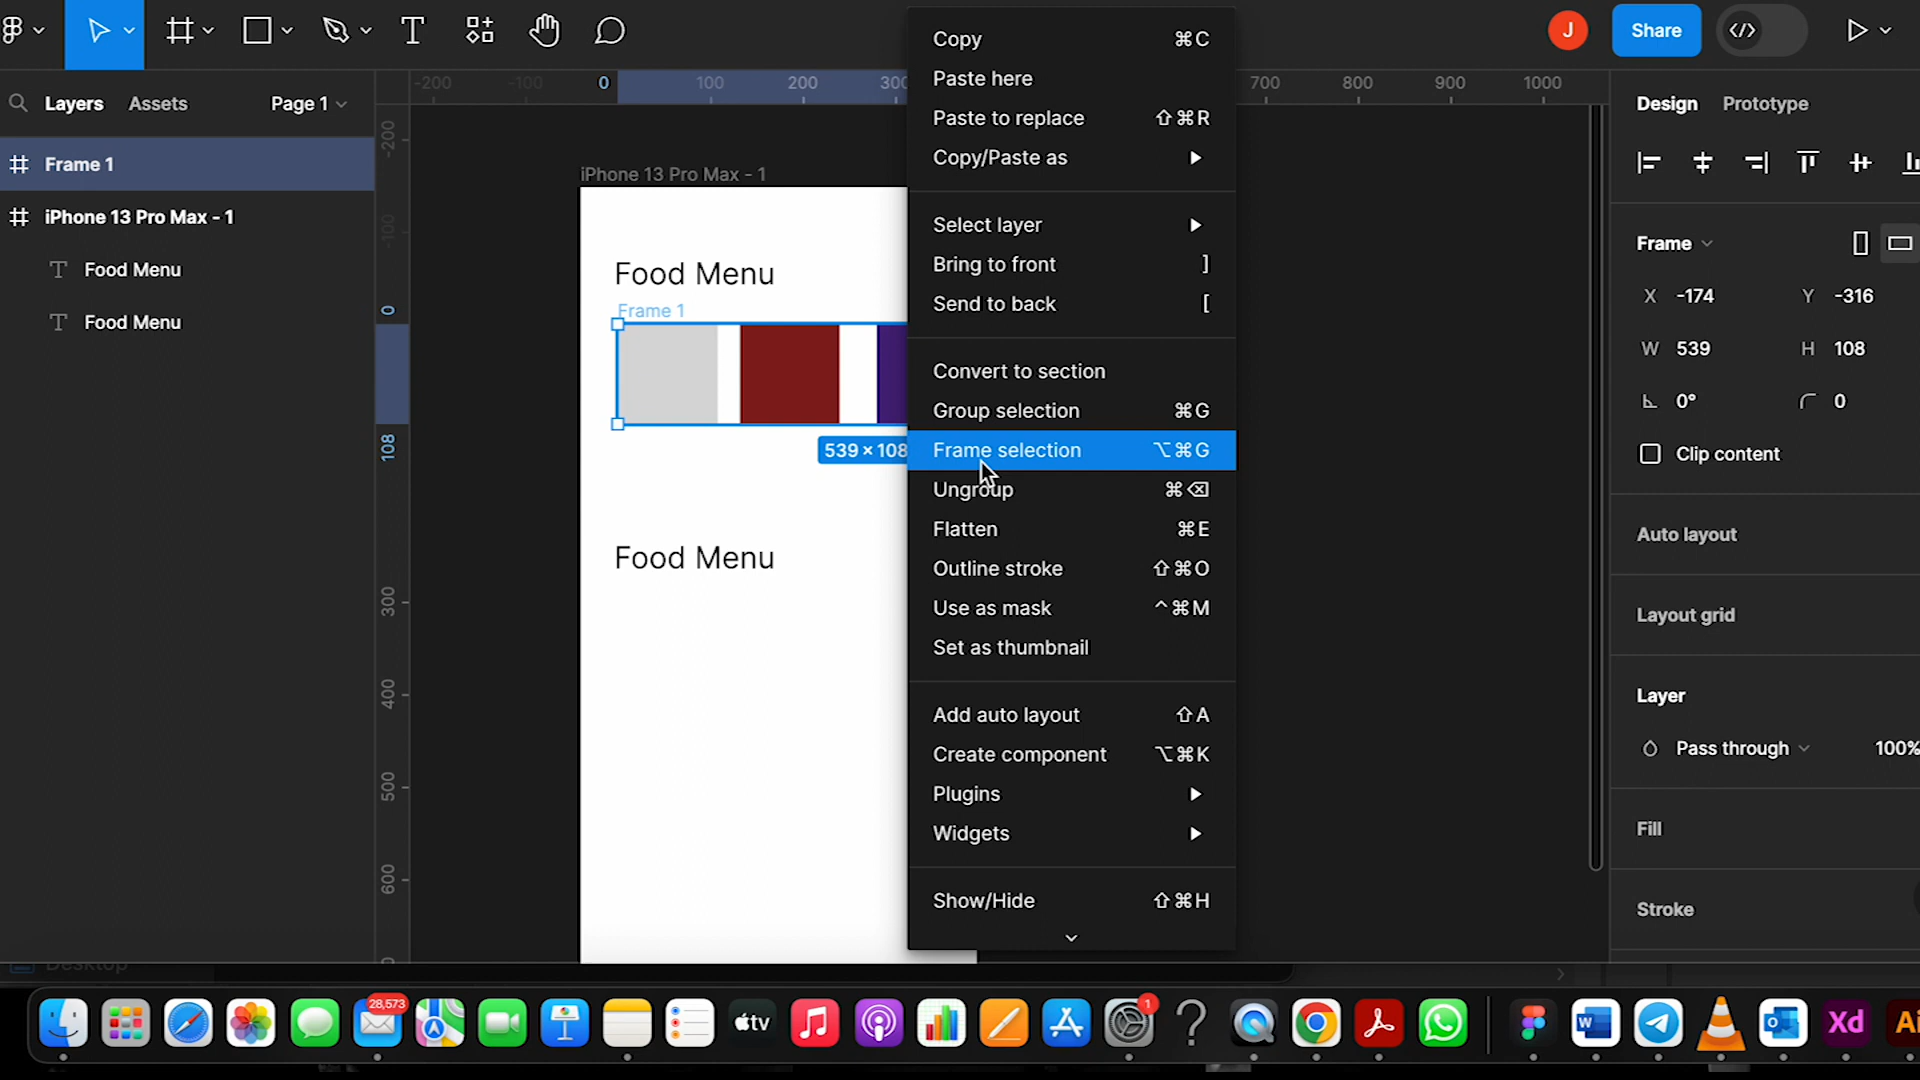 Share
J
Layers Assets Page 1
Frame 1
iPhone 13 Pro Max - 1
Food Menu
Food Menu
-200 -100 0 100 200 300 700 800 900 1000
-200
-100
0
108
300
400
500
600
iPhone 13 Pro Max - 1
Food Menu
Frame 1
539 × 108
Food Menu
Copy ⌘C
Paste here
Paste to replace ⇧⌘R
Copy/Paste as
Select layer
Bring to front ]
Send to back [
Convert to section
Group selection ⌘G
Frame selection ⌥⌘G
Ungroup ⌘⌫
Flatten ⌘E
Outline stroke ⇧⌘O
Use as mask ^⌘M
Set as thumbnail
Add auto layout ⇧A
Create component ⌥⌘K
Plugins
Widgets
Show/Hide ⇧⌘H
Design Prototype
Frame
X -174 Y -316
W 539 H 108
0° 0
Clip content
Auto layout
Layout grid
Layer
Pass through 100%
Fill
Stroke
Desktop
28,573
tv
1
?
W
Xd
Ai